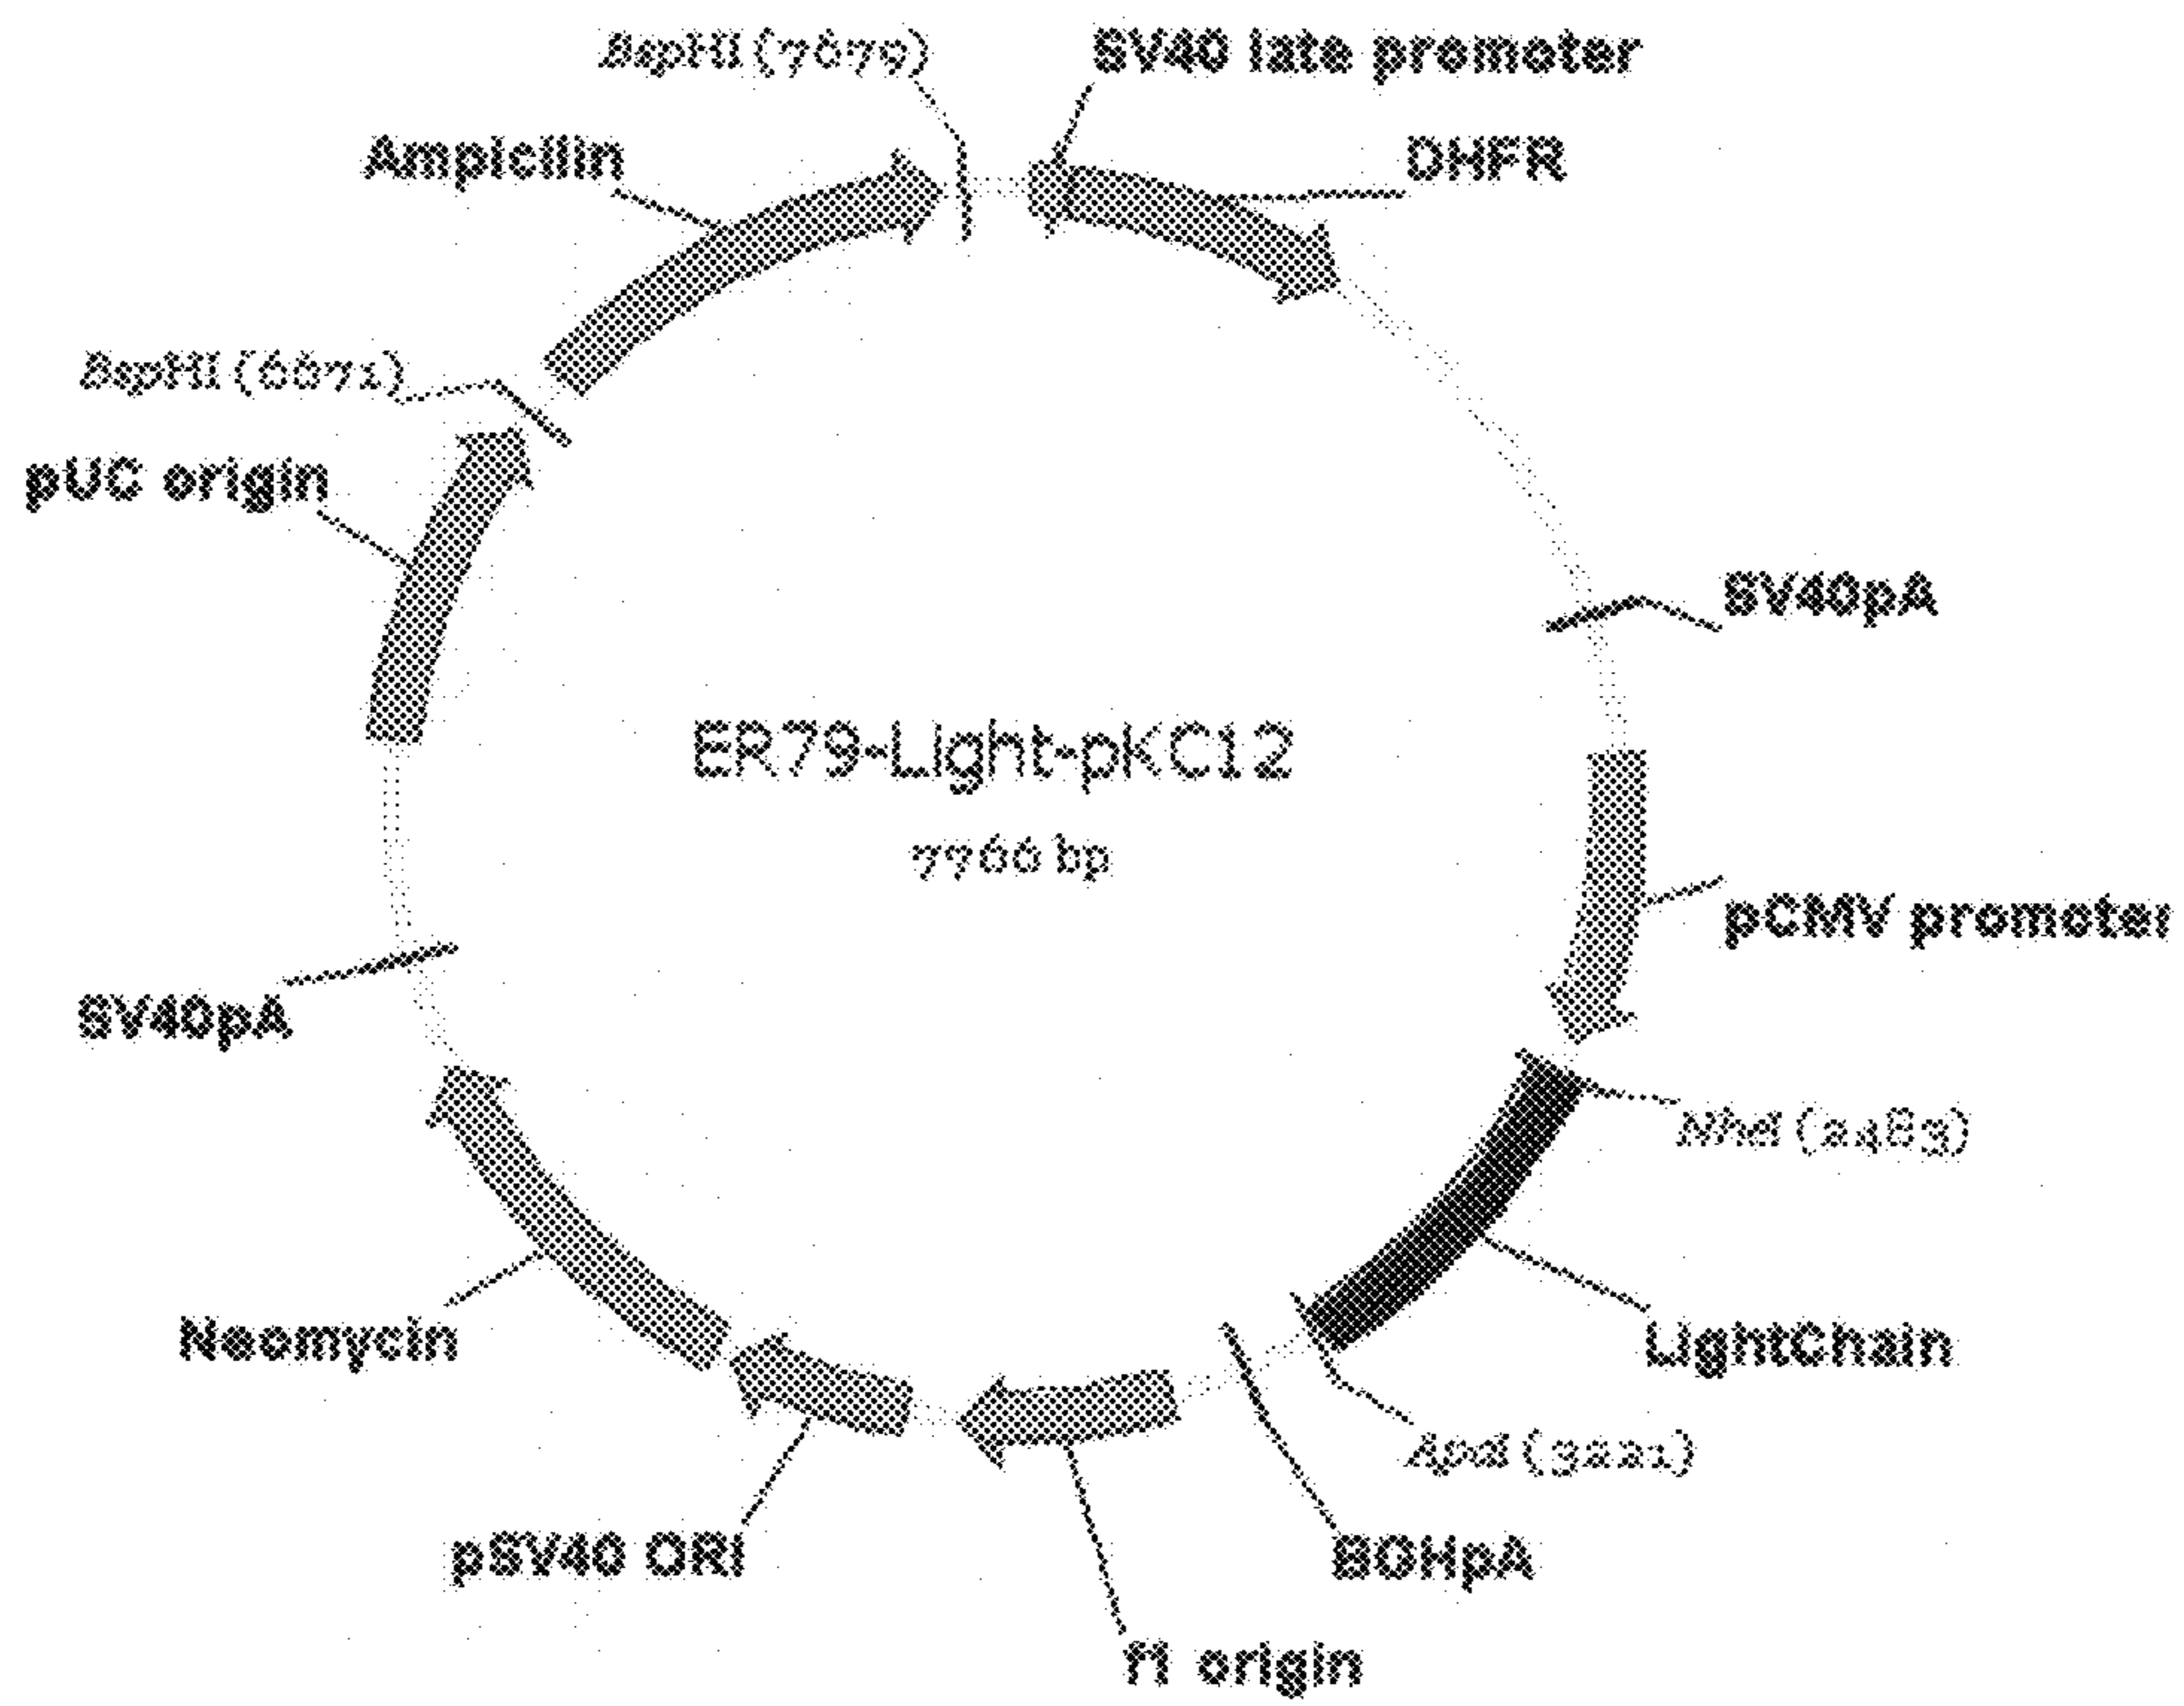 BspHI (7679)
SV40 late promoter
Ampicilin
DHFR
BspHI (6671)
pUC origin
SV40pA
ER79-Light-pKC12
7766 bp
pCMV promoter
SV40pA
NheI (2483)
Neomycin
LightChain
ApaI (3221)
pSV40 ORI
BGHpA
f1 origin